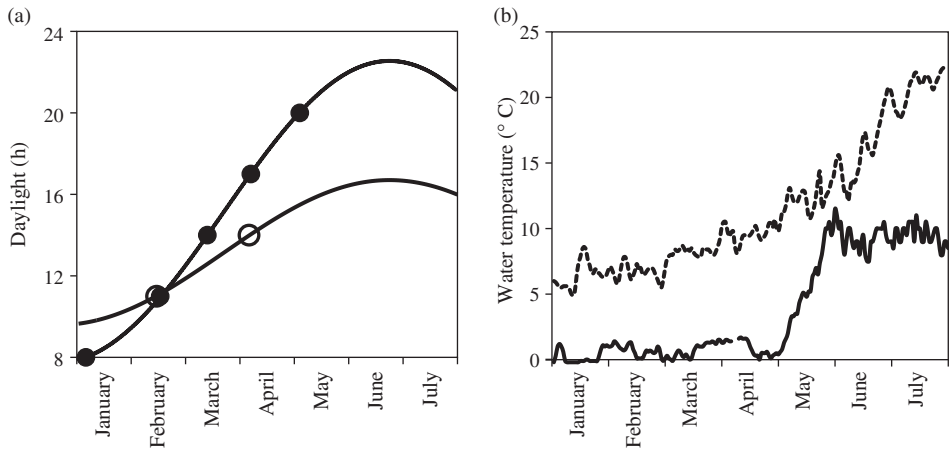 (a)
24
20
16
12
8
Daylight (h)
January
February
March
April
May
June
July
(b)
25
20
15
10
5
0
Water temperature (° C)
January
February
March
April
May
June
July